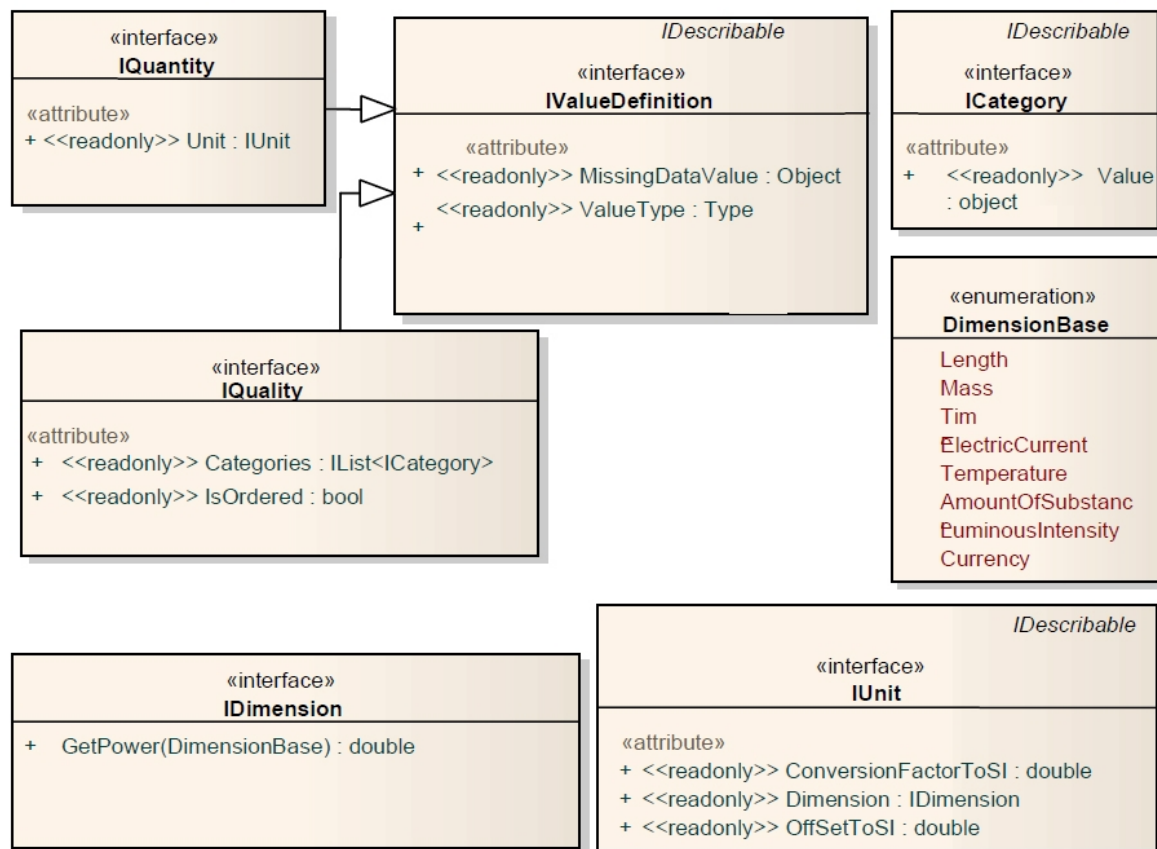 «interface»
IQuantity
«attribute»
+ <<readonly>> Unit : IUnit
IDescribable
«interface»
IValueDefinition
«attribute»
+ <<readonly>> MissingDataValue : Object
<<readonly>> ValueType : Type
+
IDescribable
«interface»
ICategory
«attribute»
+ <<readonly>> Value
: object
«interface»
IQuality
«attribute»
+ <<readonly>> Categories : IList<ICategory>
+ <<readonly>> IsOrdered : bool
«enumeration»
DimensionBase
Length
Mass
Tim
e
ElectricCurrent
Temperature
AmountOfSubstanc
e
LuminousIntensity
Currency
«interface»
IDimension
+ GetPower(DimensionBase) : double
IDescribable
«interface»
IUnit
«attribute»
+ <<readonly>> ConversionFactorToSI : double
+ <<readonly>> Dimension : IDimension
+ <<readonly>> OffSetToSI : double